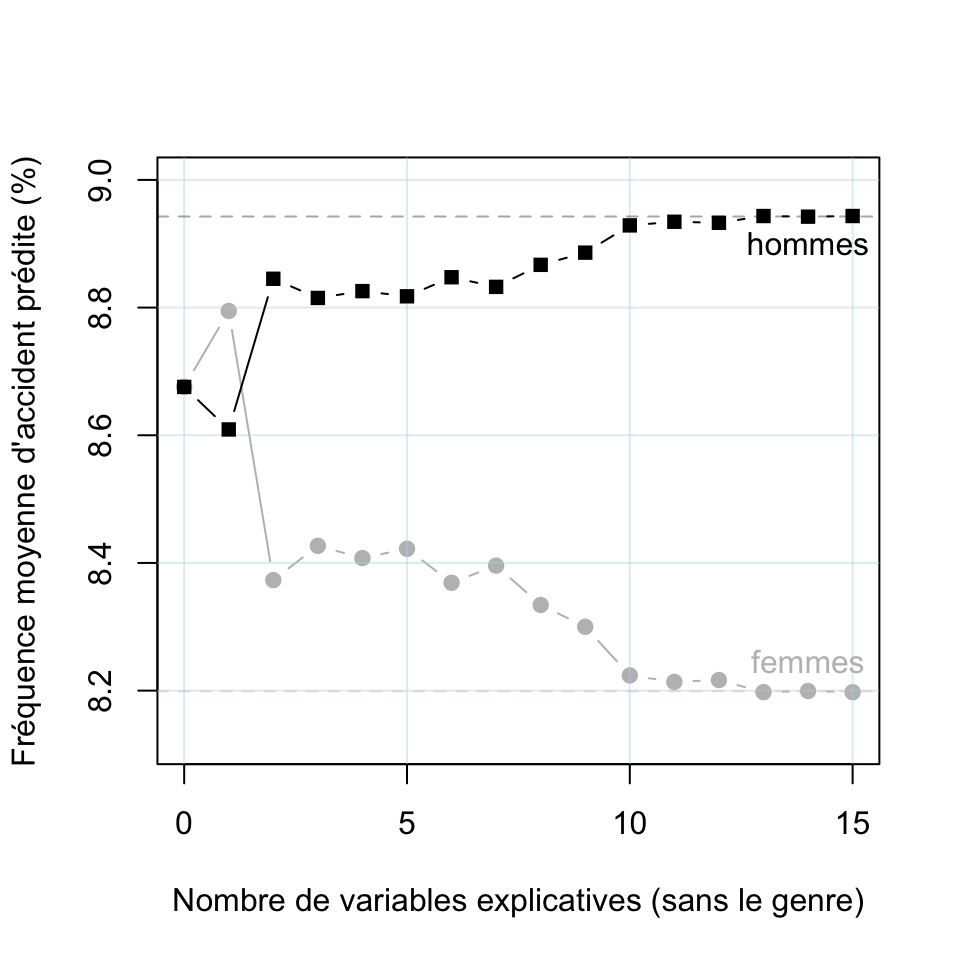 Fréquence moyenne d'accident prédite (%)
9.0
8.8
8.6
8.4
8.2
hommes
femmes
0 5 10 15
Nombre de variables explicatives (sans le genre)